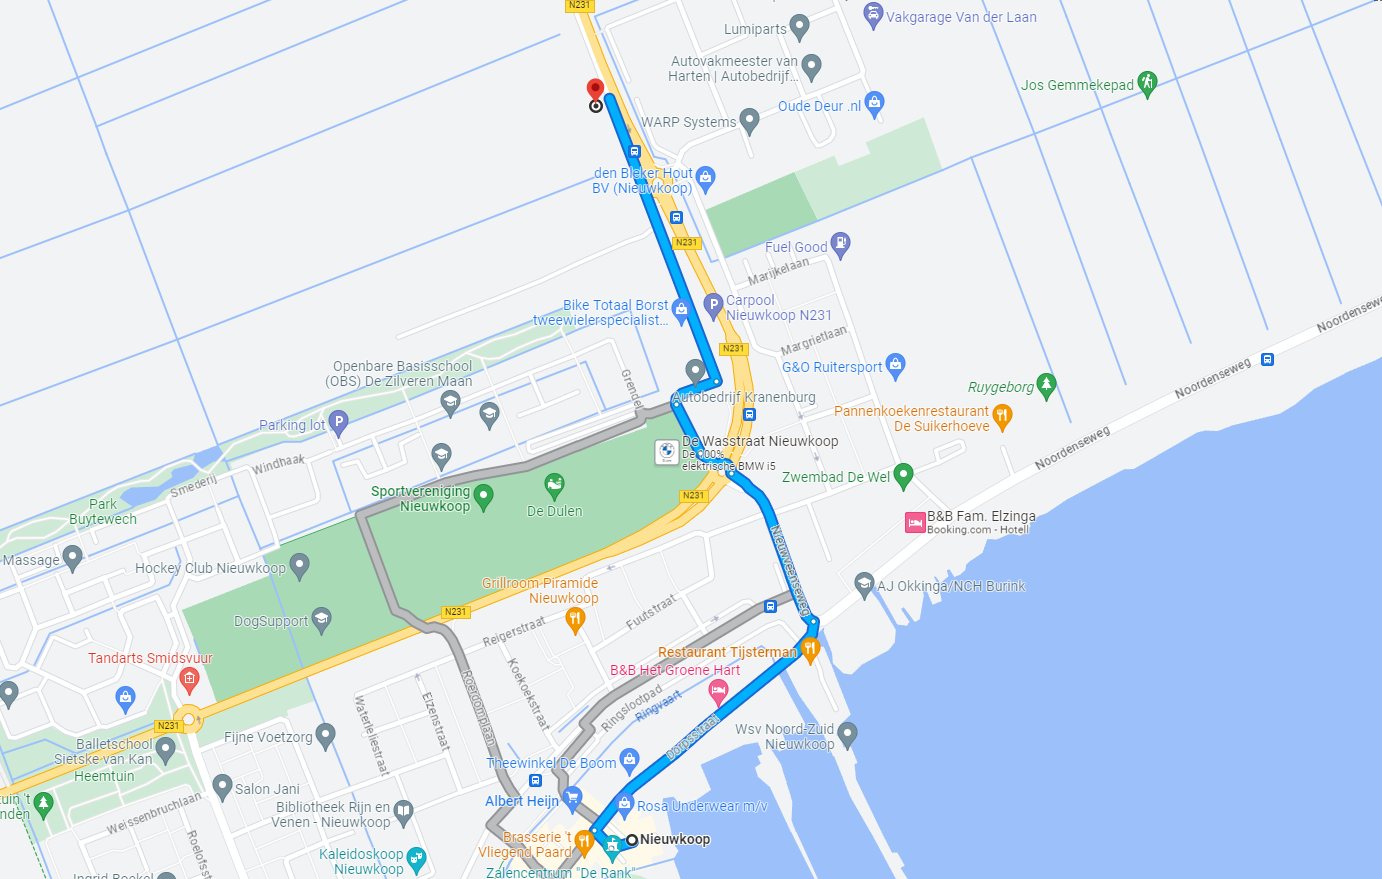 N231
Vakgarage Van der Laan
Lumiparts
Autovakmeester van
Harten | Autobedrijf...
Jos Gemmekepad
Oude Deur .nl
WARP Systems
den Bleker Hout
BV (Nieuwkoop)
N231
Fuel Good
Marijkelaan
Carpool
Nieuwkoop N231
Bike Totaal Borst
tweewielerspecialist...
Noordenseweg
Margrietlaan
N231
G&O Ruitersport
Openbare Basisschool
(OBS) De Zilveren Maan
Grendel
Noordenseweg
Ruygeborg
Autobedrijf Kranenburg
Pannenkoekenrestaurant
De Suikerhoeve
Parking lot
De Wasstraat Nieuwkoop
De 100%
elektrische BMW i5
Noordenseweg
Windhaak
Smederij
Zwembad De Wel
Sportvereniging
Nieuwkoop
N231
De Dulen
Park
Buytewech
B&B Fam. Elzinga
Booking.com - Hotell
Nieuwveenseweg
Massage
Hockey Club Nieuwkoop
Grillroom-Piramide
Nieuwkoop
AJ Okkinga/NCH Burink
N231
DogSupport
Reigerstraat
Fuutstraat
Tandarts Smidsvuur
Restaurant Tijsterman
B&B Het Groene Hart
Koekoekstraat
Roerdomplaan
Ringslootpad
Ringvaart
Elzenstraat
Waterleliestraat
N231
Dorpsstraat
Wsv Noord-Zuid
Nieuwkoop
Fijne Voetzorg
Balletschool
Sietske van Kan
Heemtuin
Theewinkel De Boom
Salon Jani
Albert Heijn
Rosa Underwear m/v
tuin 't
nden
Weissenbruchlaan
Bibliotheek Rijn en
Venen - Nieuwkoop
Roelofss
Brasserie 't
Vliegend Paard
Nieuwkoop
Kaleidoskoop
Nieuwkoop
Zalencentrum "De Rank"
Ingrid Boekel